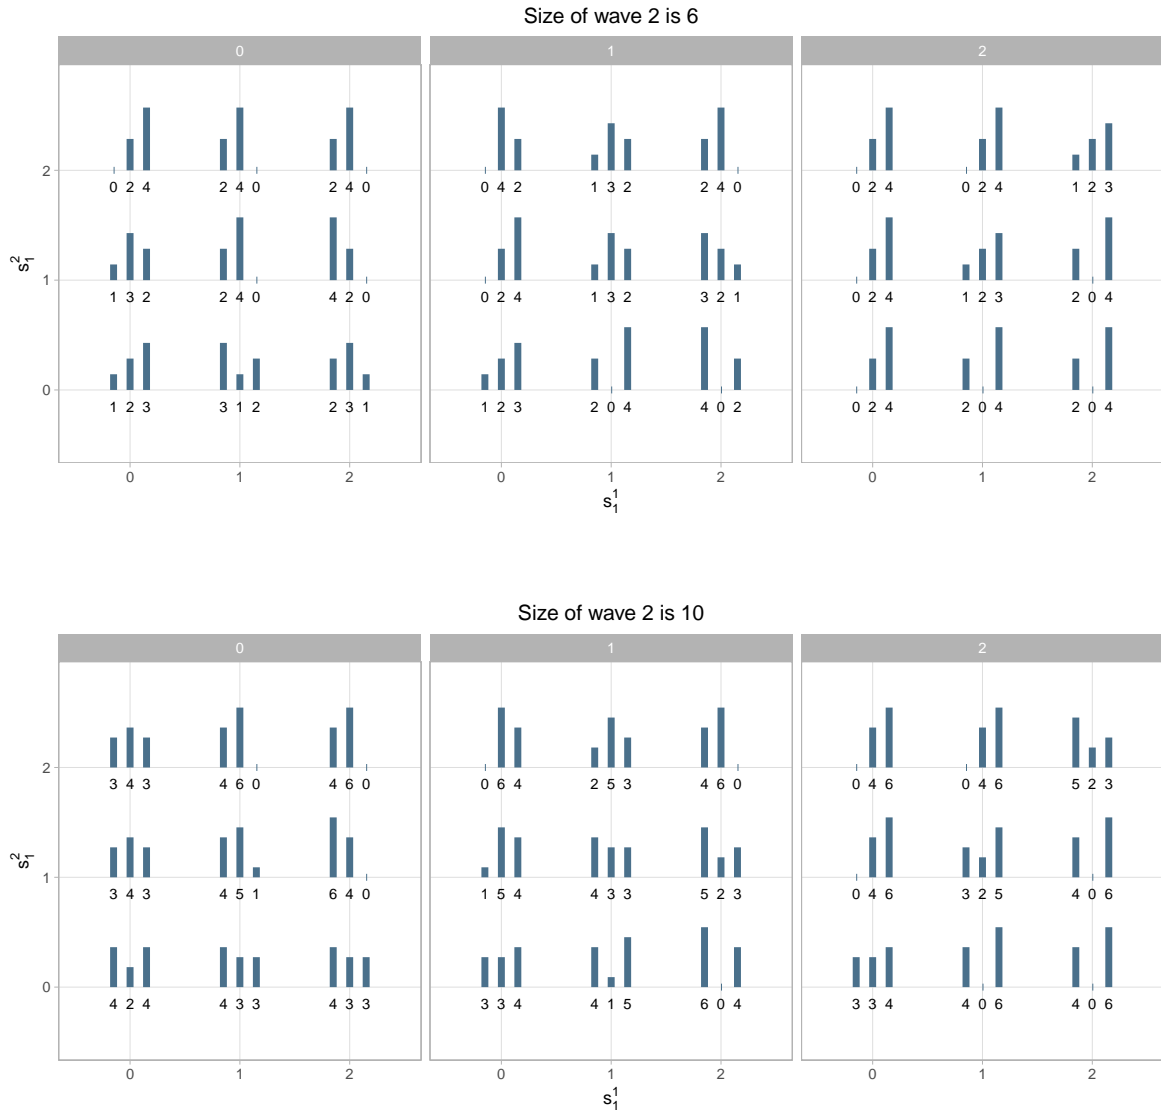 Size of wave 2 is 6
0 1 2
2
0 2 4 2 4 0 2 4 0 0 4 2 1 3 2 2 4 0 0 2 4 0 2 4 1 2 3
s₁²
1
1 3 2 2 4 0 4 2 0 0 2 4 1 3 2 3 2 1 0 2 4 1 2 3 2 0 4
0
1 2 3 3 1 2 2 3 1 1 2 3 2 0 4 4 0 2 0 2 4 2 0 4 2 0 4
0 1 2 0 1 2 0 1 2
s₁¹
Size of wave 2 is 10
0 1 2
2
3 4 3 4 6 0 4 6 0 0 6 4 2 5 3 4 6 0 0 4 6 0 4 6 5 2 3
s₁²
1
3 4 3 4 5 1 6 4 0 1 5 4 4 3 3 5 2 3 0 4 6 3 2 5 4 0 6
0
4 2 4 4 3 3 4 3 3 3 3 4 4 1 5 6 0 4 3 3 4 4 0 6 4 0 6
0 1 2 0 1 2 0 1 2
s₁¹